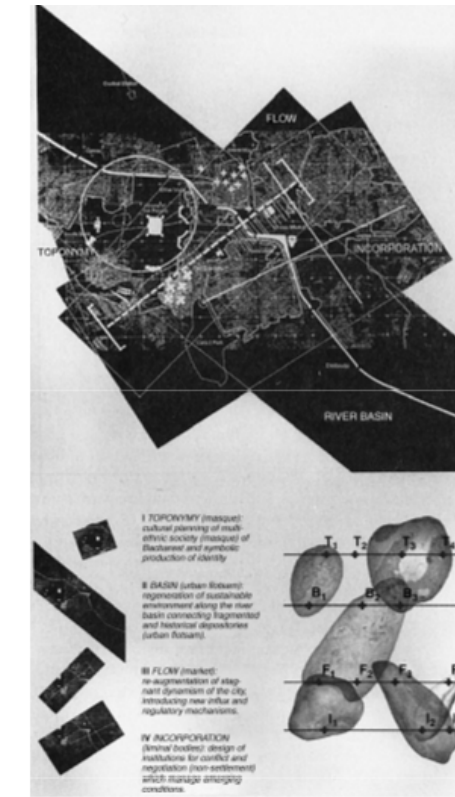 FLOW
TOPONYMY
INCORPORATION
RIVER BASIN
I TOPONYMY (masque):
cultural planning of multi-
ethnic society (masque) of
Bucharest and symbolic
production of identity
II BASIN (urban flotsam):
regeneration of sustainable
environment along the river
basin connecting fragmented
and historical depositories
(urban flotsam).
III FLOW (market):
re-augmentation of stag-
nant dynamism of the city,
introducing new influx and
regulatory mechanisms.
IV INCORPORATION
(liminal bodies): design of
institutions for conflict and
negotiation (non-settlement)
which manage emerging
conditions.
T1 T2 T3 T4
B1 B2 B3
F1 F2 F3 F
I1 I2 I